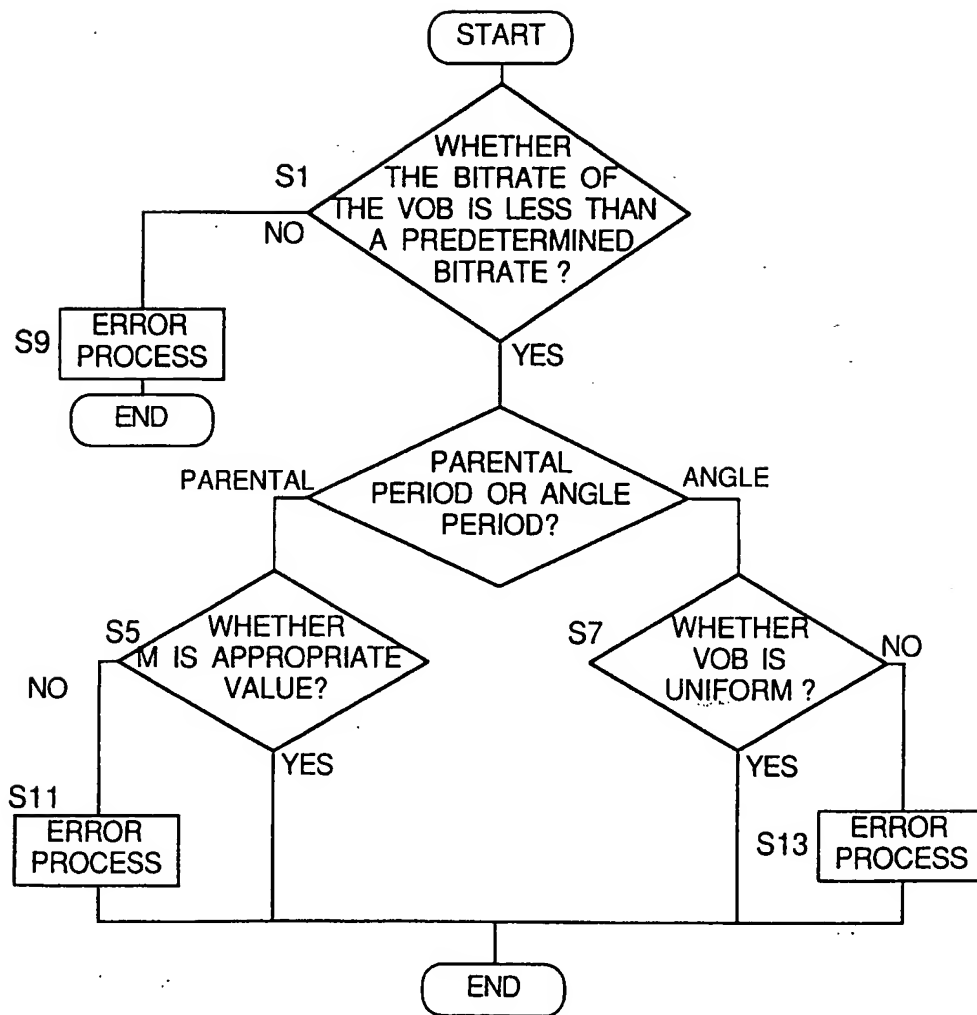 START
WHETHER
THE BITRATE OF
THE VOB IS LESS THAN
A PREDETERMINED
BITRATE ?
S1
NO
YES
S9
ERROR
PROCESS
END
PARENTAL
PERIOD OR ANGLE
PERIOD?
PARENTAL
ANGLE
S5
WHETHER
M IS APPROPRIATE
VALUE?
NO
YES
S7
WHETHER
VOB IS
UNIFORM ?
NO
YES
S11
ERROR
PROCESS
S13
ERROR
PROCESS
END